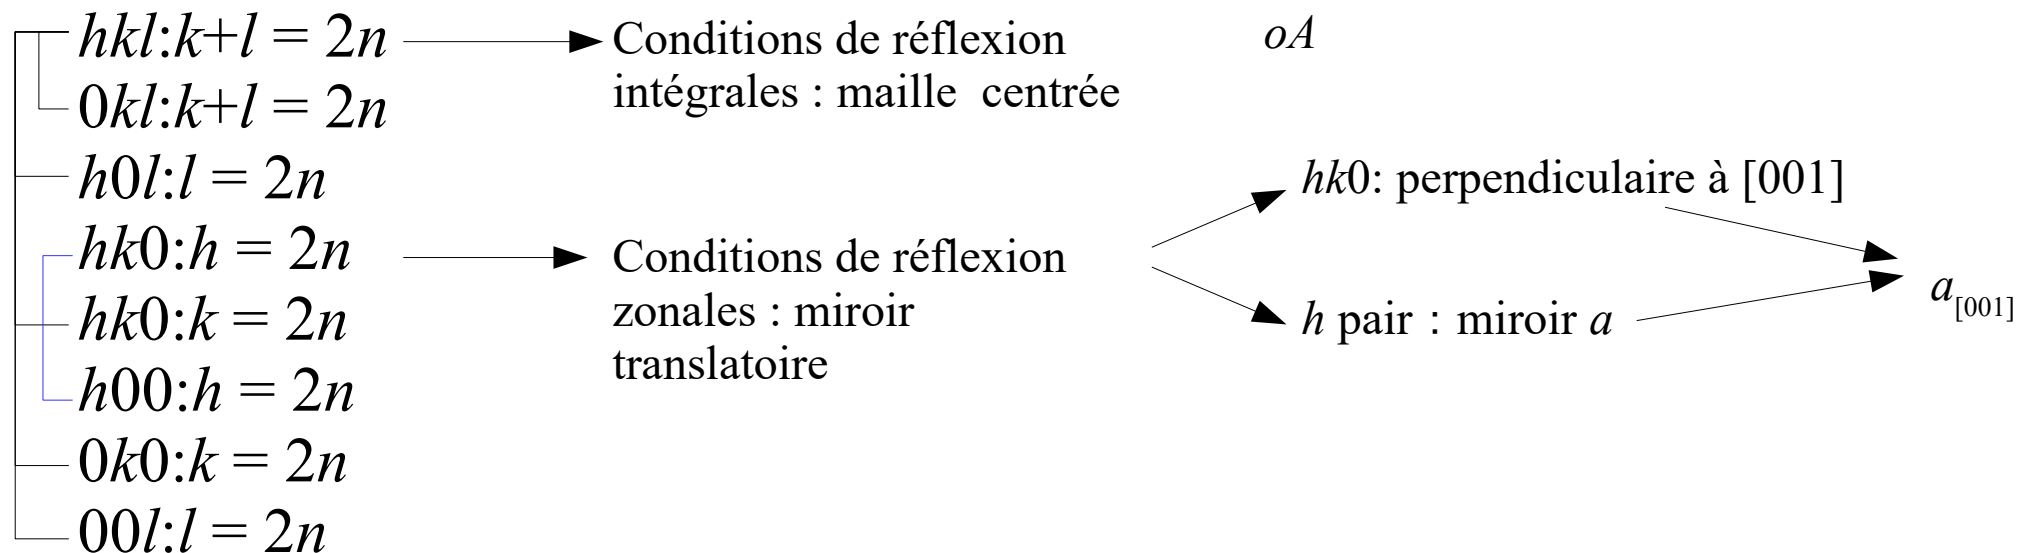 hkl:k+l = 2n
0kl:k+l = 2n
h0l:l = 2n
hk0:h = 2n
hk0:k = 2n
h00:h = 2n
0k0:k = 2n
00l:l = 2n
Conditions de réflexion
intégrales : maille centrée
oA
Conditions de réflexion
zonales : miroir
translatoire
hk0: perpendiculaire à [001]
h pair : miroir a
a[001]